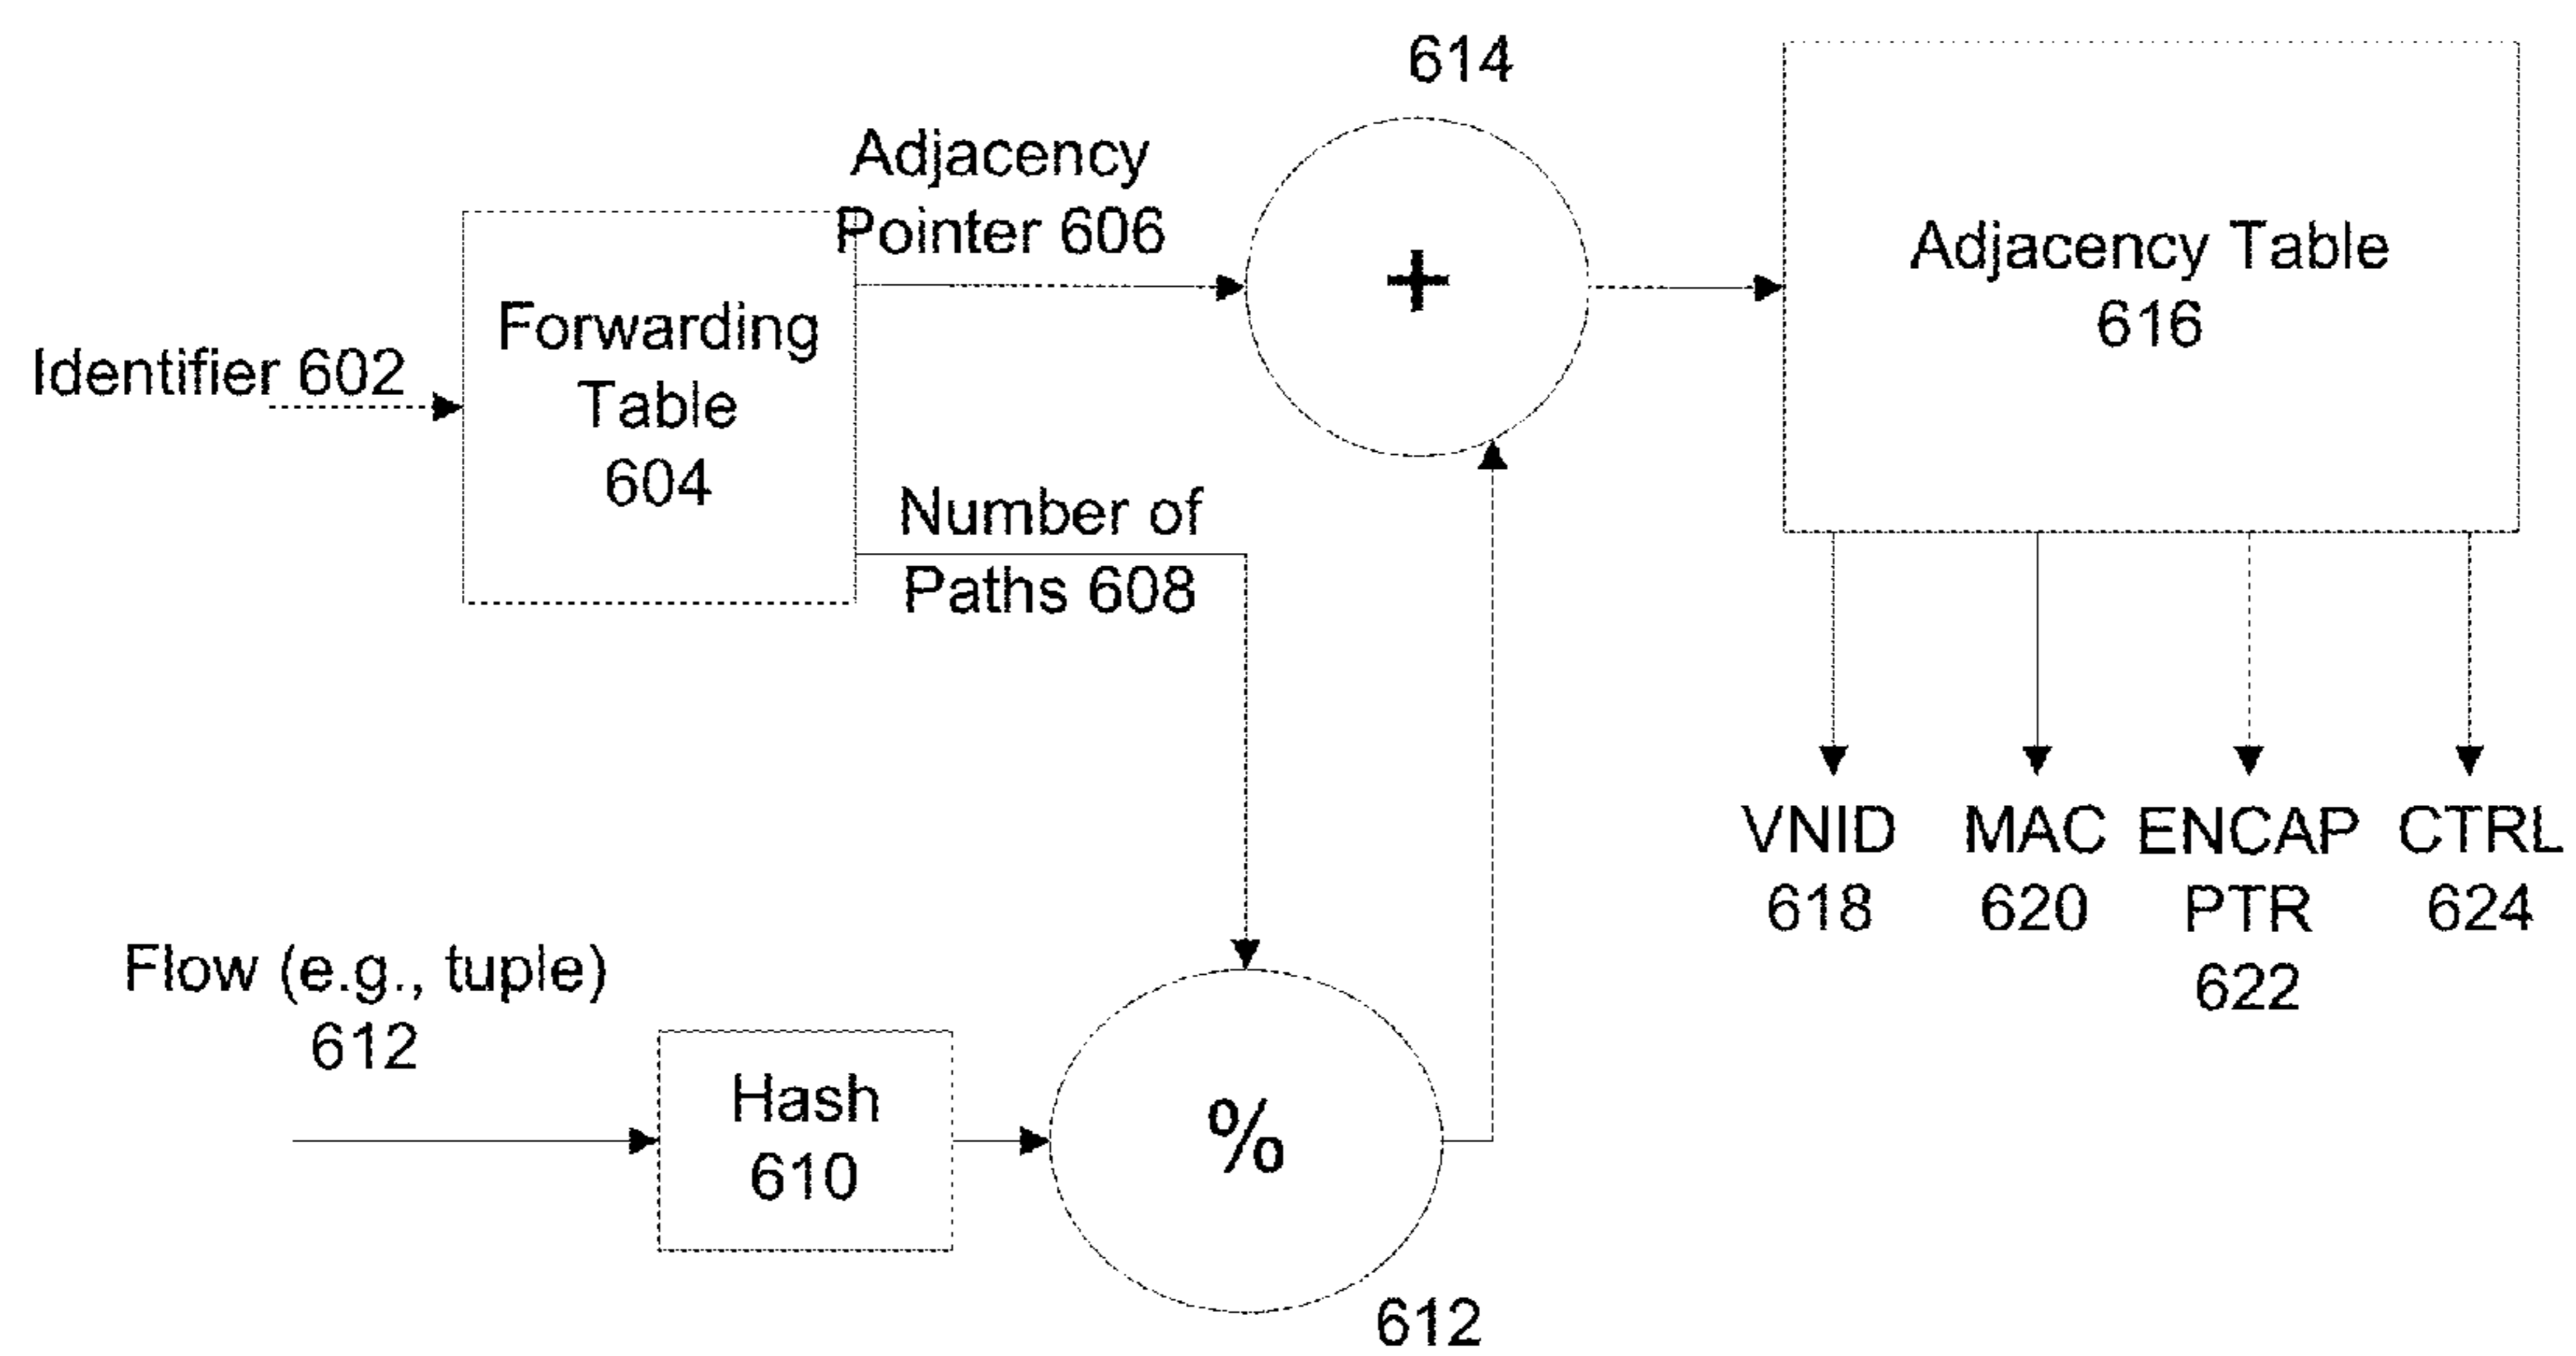 614
Adjacency
Pointer 606
Identifier 602
Forwarding
Table
604
+
Adjacency Table
616
Number of
Paths 608
VNID
618
MAC
620
ENCAP
PTR
622
CTRL
624
Flow (e.g., tuple)
612
Hash
610
%
612